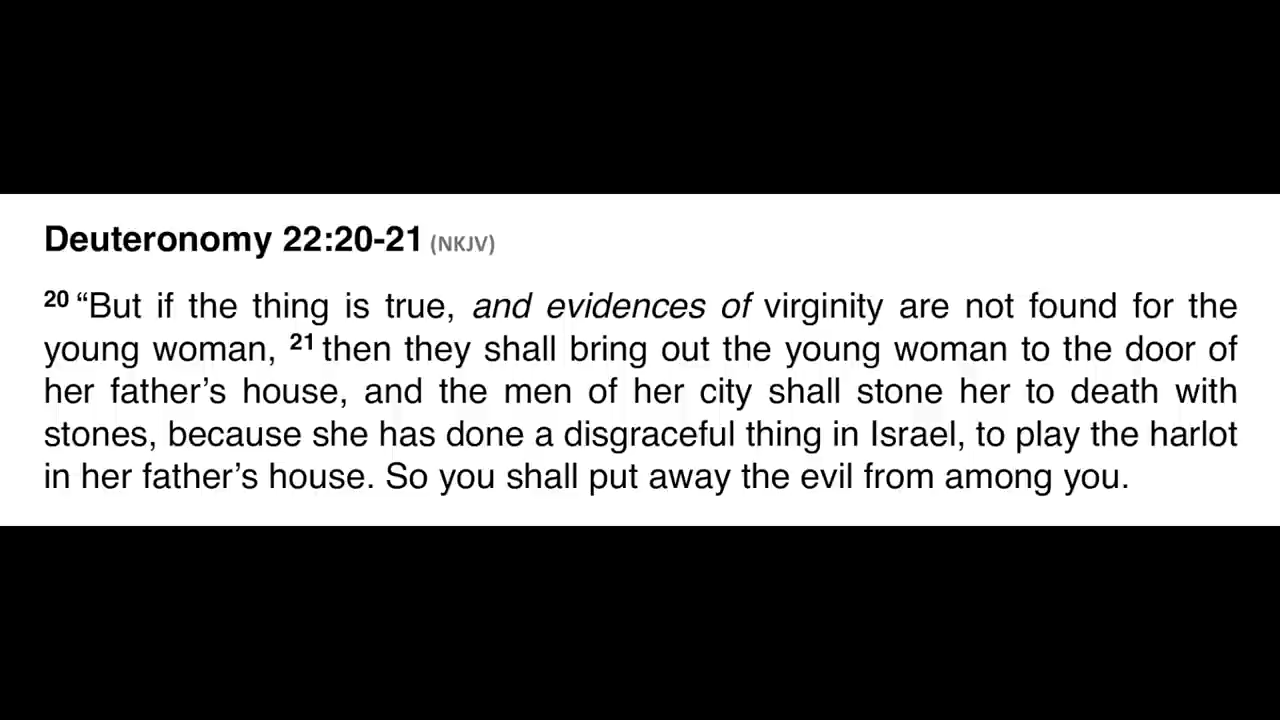 Deuteronomy 22:20-21 (NKJV)
20 “But if the thing is true, and evidences of virginity are not found for the
young woman, 21 then they shall bring out the young woman to the door of
her father’s house, and the men of her city shall stone her to death with
stones, because she has done a disgraceful thing in Israel, to play the harlot
in her father’s house. So you shall put away the evil from among you.